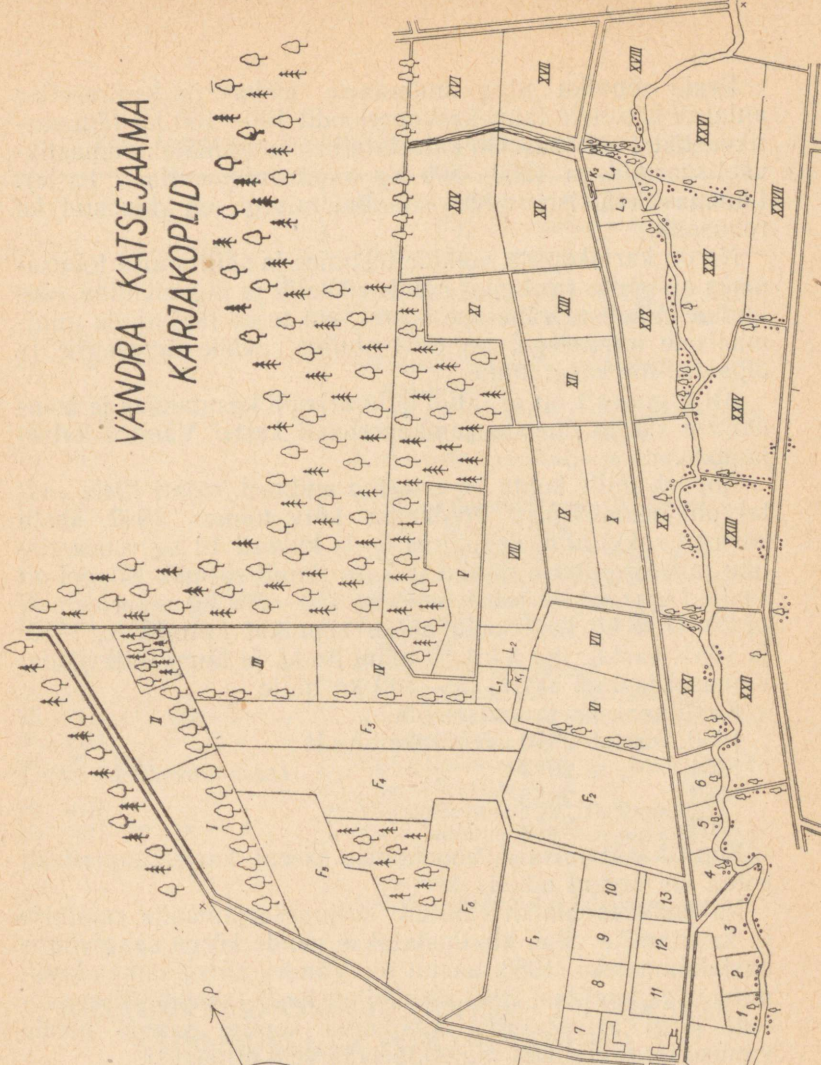 VÄNDRA KATSEJAAMA
KARJAKOPLID
XVI
XVII
XVIII
XIV
XV
K2
L4
L3
XXVI
XXVII
XI
XIII
XII
XIX
XXV
XXIV
V
VIII
IX
X
XX
XXIII
III
IV
II
I
L2
L1
K1
VII
VI
XXI
XXII
F3
F4
F2
F5
F6
F1
6
5
4
3
2
1
10
9
8
7
13
12
11
P
x
x